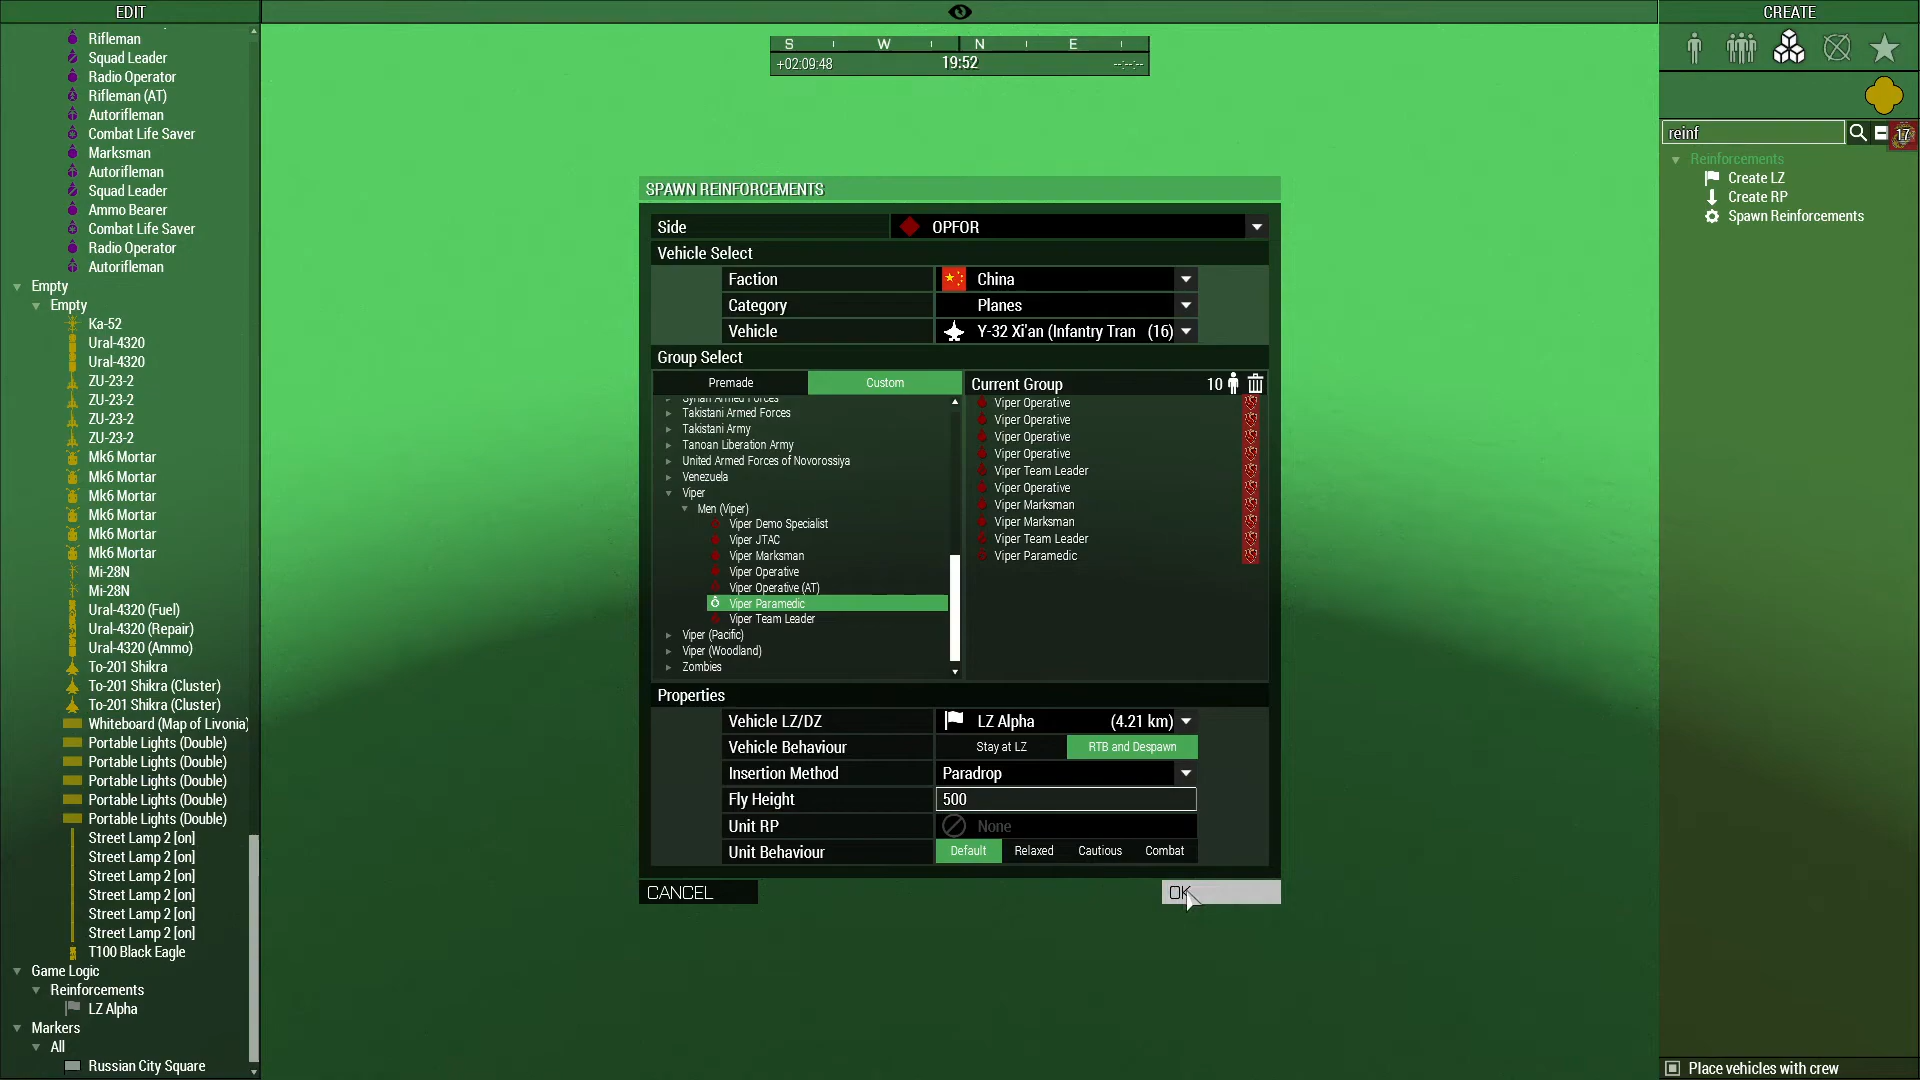 EDIT
Rifleman
Squad Leader
Radio Operator
Rifleman (AT)
Autorifleman
Combat Life Saver
Marksman
Autorifleman
Squad Leader
Ammo Bearer
Combat Life Saver
Radio Operator
Autorifleman
Empty
Empty
Ka-52
Ural-4320
Ural-4320
ZU-23-2
ZU-23-2
ZU-23-2
ZU-23-2
Mk6 Mortar
Mk6 Mortar
Mk6 Mortar
Mk6 Mortar
Mk6 Mortar
Mk6 Mortar
Mi-28N
Mi-28N
Ural-4320 (Fuel)
Ural-4320 (Repair)
Ural-4320 (Ammo)
To-201 Shikra
To-201 Shikra (Cluster)
To-201 Shikra (Cluster)
Whiteboard (Map of Livonia)
Portable Lights (Double)
Portable Lights (Double)
Portable Lights (Double)
Portable Lights (Double)
Portable Lights (Double)
Street Lamp 2 [on]
Street Lamp 2 [on]
Street Lamp 2 [on]
Street Lamp 2 [on]
Street Lamp 2 [on]
Street Lamp 2 [on]
T100 Black Eagle
Game Logic
Reinforcements
LZ Alpha
Markers
All
Russian City Square
S W N E
+02:09:48 19:52 --:--:--
SPAWN REINFORCEMENTS
Side OPFOR
Vehicle Select
Faction China
Category Planes
Vehicle Y-32 Xi'an (Infantry Tran (16)
Group Select
Premade Custom
Syrian Armed Forces
Takistani Armed Forces
Takistani Army
Tanoan Liberation Army
United Armed Forces of Novorossiya
Venezuela
Viper
Men (Viper)
Viper Demo Specialist
Viper JTAC
Viper Marksman
Viper Operative
Viper Operative (AT)
Viper Paramedic
Viper Team Leader
Viper (Pacific)
Viper (Woodland)
Zombies
Current Group 10
Viper Operative
Viper Operative
Viper Operative
Viper Operative
Viper Team Leader
Viper Operative
Viper Marksman
Viper Marksman
Viper Team Leader
Viper Paramedic
Properties
Vehicle LZ/DZ LZ Alpha (4.21 km)
Vehicle Behaviour Stay at LZ RTB and Despawn
Insertion Method Paradrop
Fly Height 500
Unit RP None
Unit Behaviour Default Relaxed Cautious Combat
CANCEL OK
CREATE
reinf
17
Reinforcements
Create LZ
Create RP
Spawn Reinforcements
Place vehicles with crew